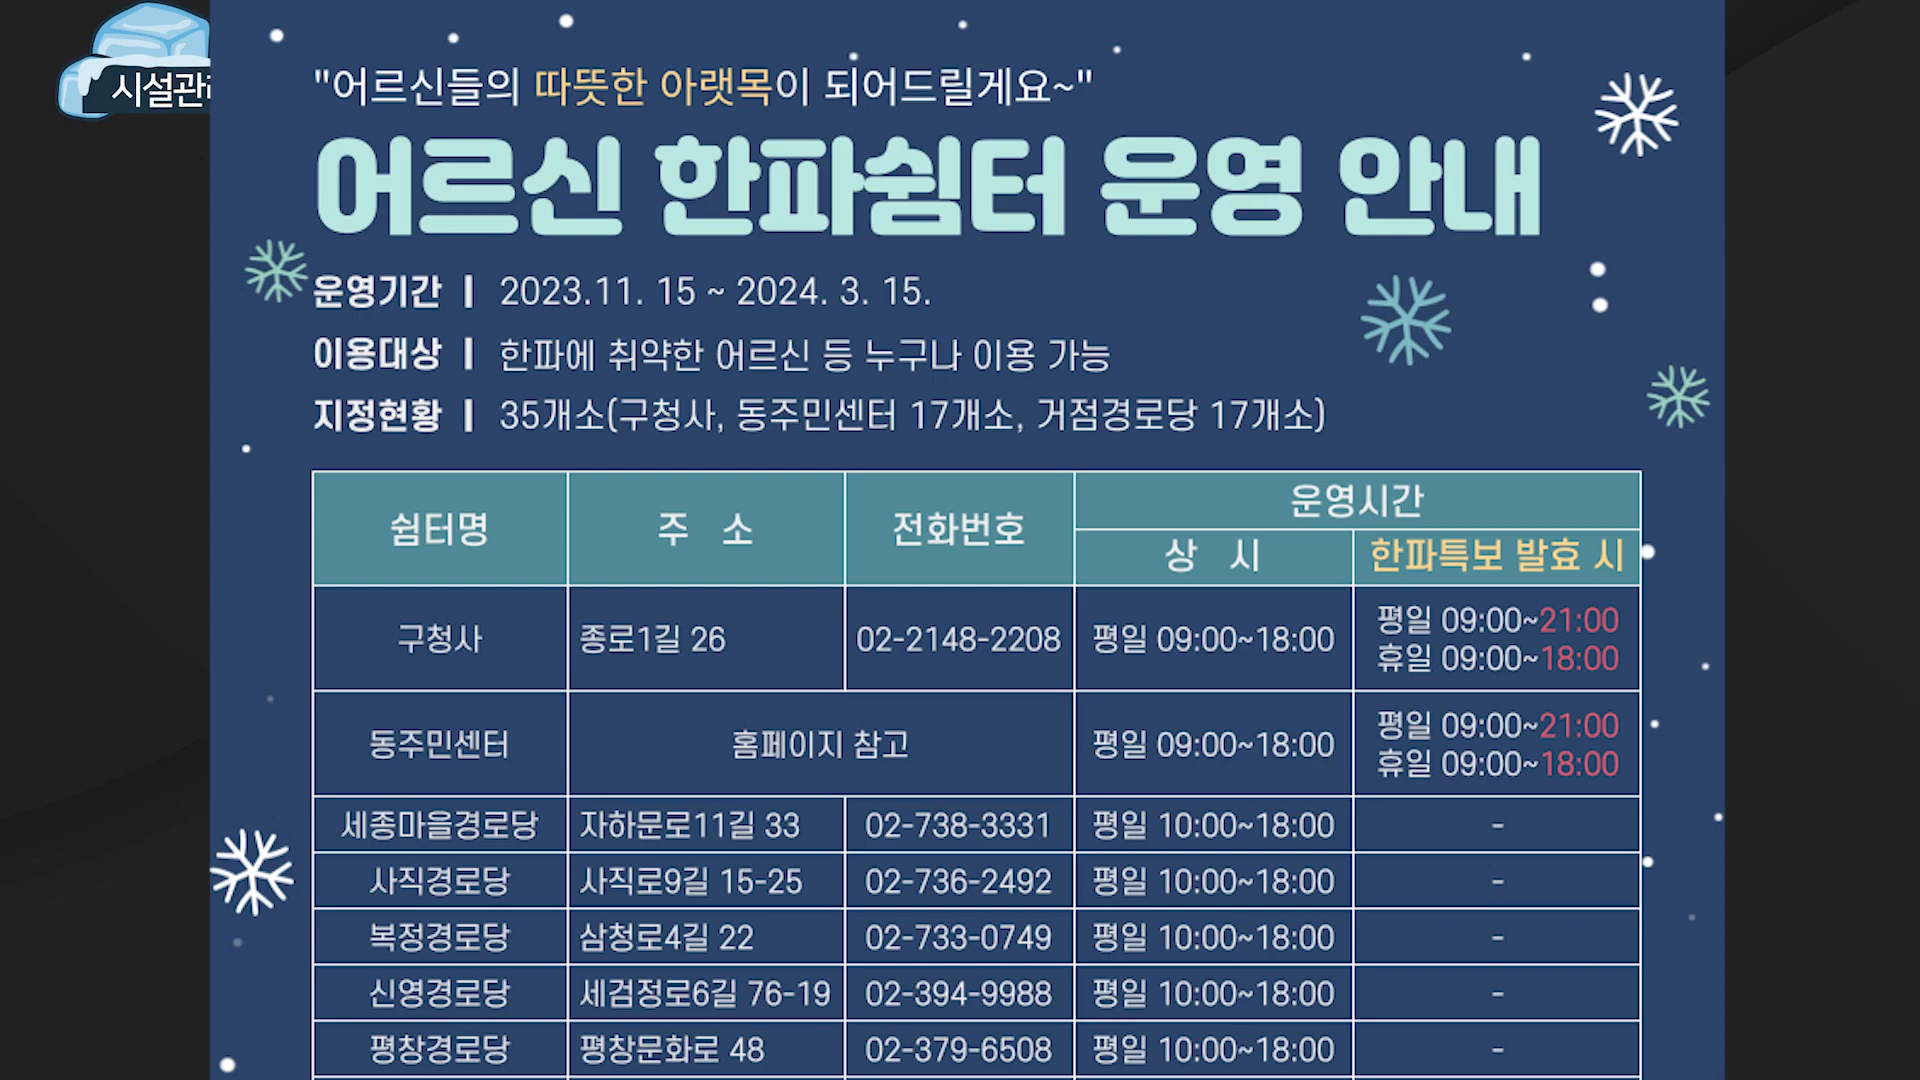 시설관
"어르신들의 따뜻한 아랫목이 되어드릴게요~"
어르신 한파쉼터 운영 안내
운영기간 | 2023.11. 15 ~ 2024. 3. 15.
이용대상 | 한파에 취약한 어르신 등 누구나 이용 가능
지정현황 | 35개소(구청사, 동주민센터 17개소, 거점경로당 17개소)
쉼터명 주 소 전화번호 운영시간
상 시 한파특보 발효 시
구청사 종로1길 26 02-2148-2208 평일 09:00~18:00 평일 09:00~21:00
휴일 09:00~18:00
동주민센터 홈페이지 참고 평일 09:00~18:00 평일 09:00~21:00
휴일 09:00~18:00
세종마을경로당 자하문로11길 33 02-738-3331 평일 10:00~18:00 -
사직경로당 사직로9길 15-25 02-736-2492 평일 10:00~18:00 -
복정경로당 삼청로4길 22 02-733-0749 평일 10:00~18:00 -
신영경로당 세검정로6길 76-19 02-394-9988 평일 10:00~18:00 -
평창경로당 평창문화로 48 02-379-6508 평일 10:00~18:00 -